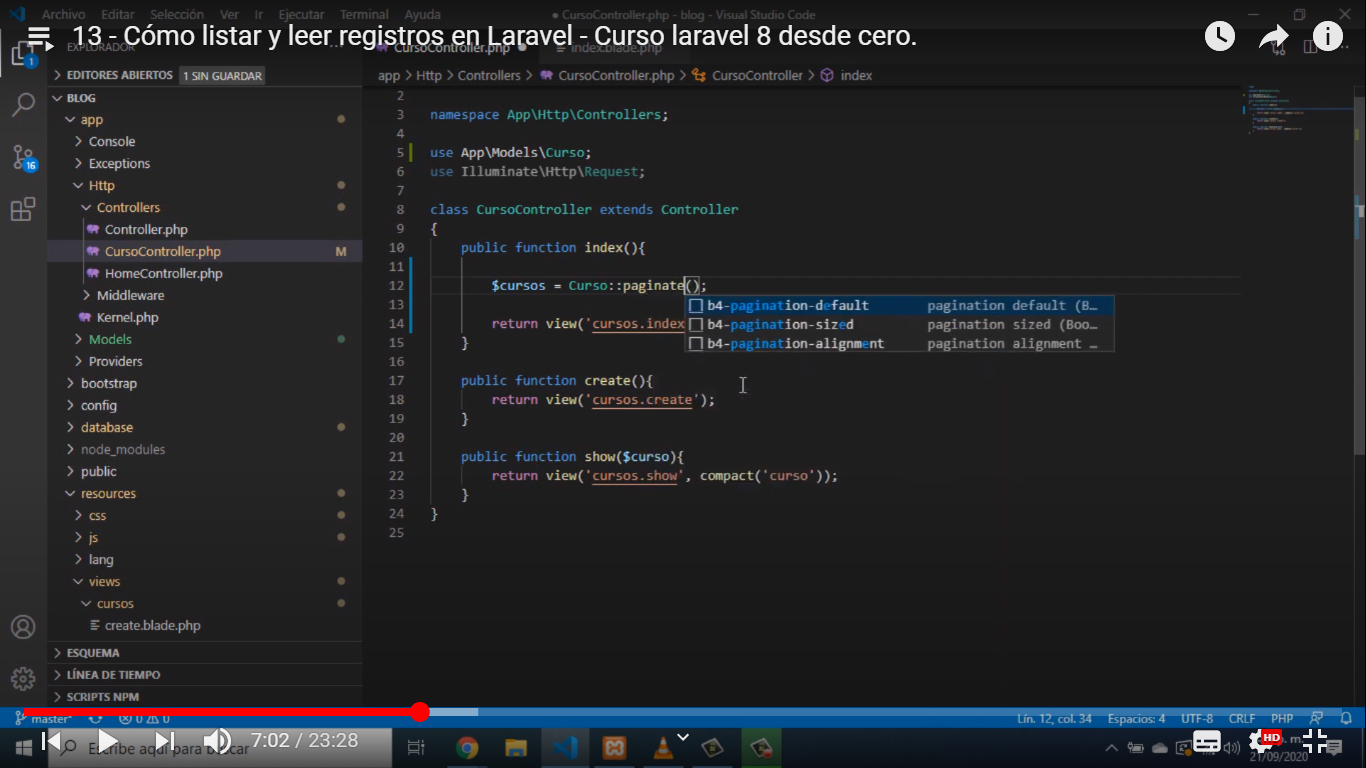 Archivo Editar Selección Ver Ir Ejecutar Terminal Ayuda
● CursoController.php - blog - Visual Studio Code
13 - Cómo listar y leer registros en Laravel - Curso laravel 8 desde cero.
EXPLORADOR
CursoController.php ●
index.blade.php
EDITORES ABIERTOS 1 SIN GUARDAR
app > Http > Controllers > CursoController.php > CursoController > index
BLOG
app
Console
Exceptions
Http
Controllers
Controller.php
CursoController.php M
HomeController.php
Middleware
Kernel.php
Models
Providers
bootstrap
config
database
node_modules
public
resources
css
js
lang
views
cursos
create.blade.php
ESQUEMA
LÍNEA DE TIEMPO
SCRIPTS NPM
1
16
2
3 namespace App\Http\Controllers;
4
5 use App\Models\Curso;
6 use Illuminate\Http\Request;
7
8 class CursoController extends Controller
9 {
10 public function index(){
11
12 $cursos = Curso::paginate();
13
14 return view('cursos.index
15 }
16
17 public function create(){
18 return view('cursos.create');
19 }
20
21 public function show($curso){
22 return view('cursos.show', compact('curso'));
23 }
24 }
25
b4-pagination-default pagination default (B…
b4-pagination-sized pagination sized (Boo…
b4-pagination-alignment pagination alignment …
master* 0 0
Lín. 12, col. 34 Espacios: 4 UTF-8 CRLF PHP
7:02 / 23:28
Escribe aquí para buscar
HD
21/09/2020